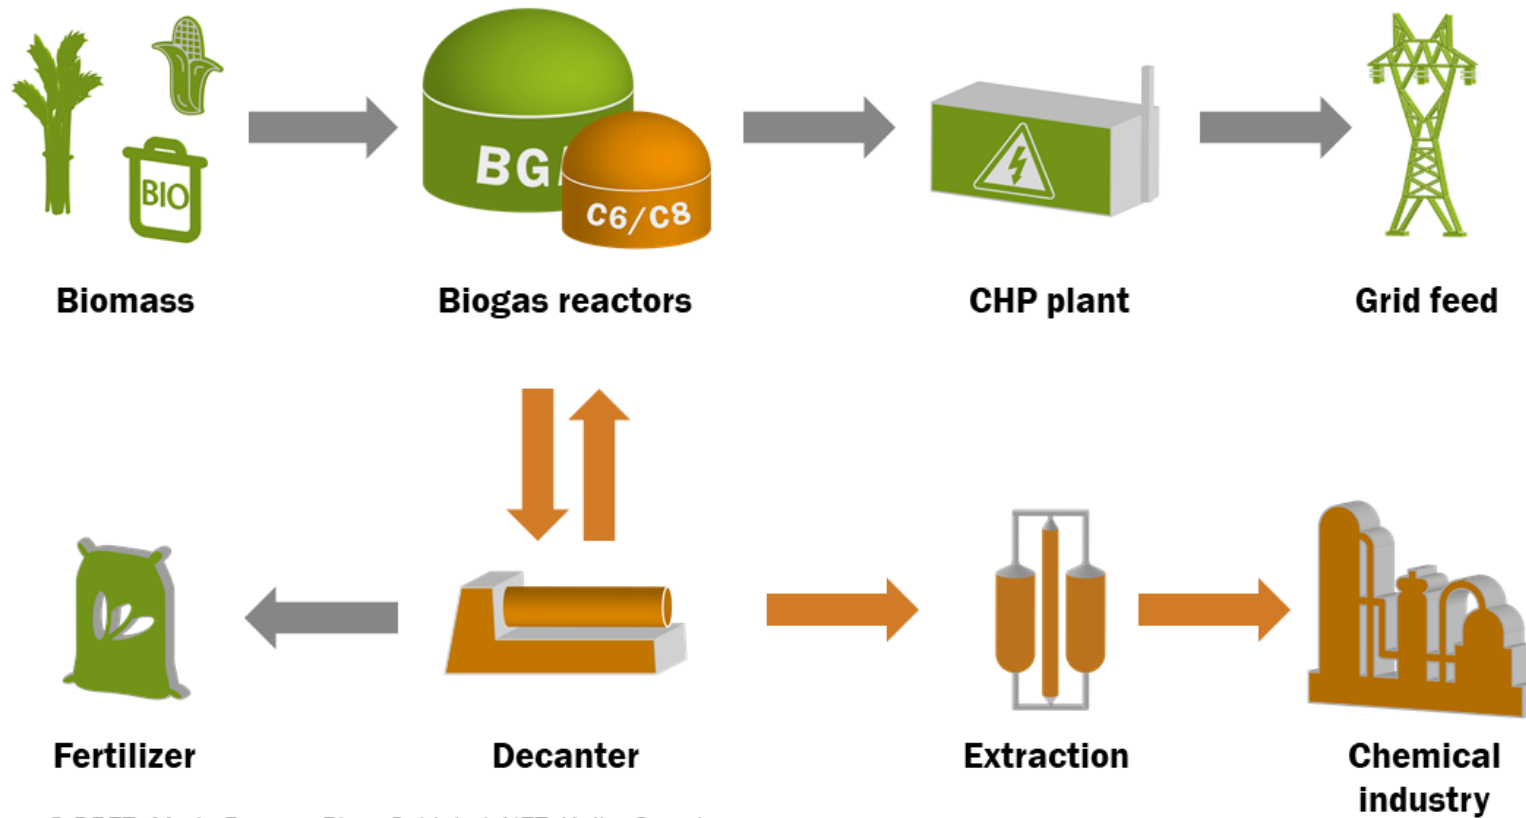 BIO
BG
C6/C8
Biomass
Biogas reactors
CHP plant
Grid feed
Fertilizer
Decanter
Extraction
Chemical
industry